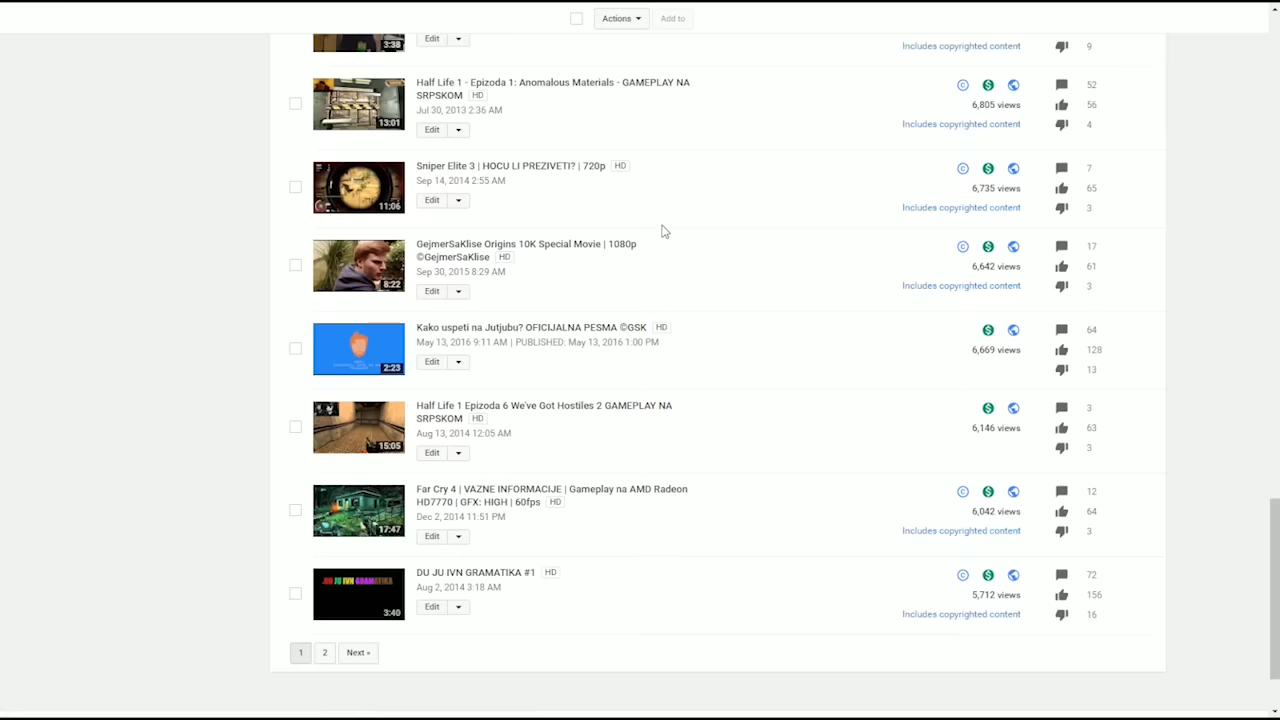 Actions
Add to
3:38
Edit
Includes copyrighted content
9
Half Life 1 - Epizoda 1: Anomalous Materials - GAMEPLAY NA
SRPSKOM HD
Jul 30, 2013 2:36 AM
13:01
Edit
52
6,805 views
56
Includes copyrighted content
4
Sniper Elite 3 | HOCU LI PREZIVETI? | 720p HD
Sep 14, 2014 2:55 AM
11:06
Edit
7
6,735 views
65
Includes copyrighted content
3
GejmerSaKlise Origins 10K Special Movie | 1080p
©GejmerSaKlise HD
Sep 30, 2015 8:29 AM
8:22
Edit
17
6,642 views
61
Includes copyrighted content
3
Kako uspeti na Jutjubu? OFICIJALNA PESMA ©GSK HD
May 13, 2016 9:11 AM | PUBLISHED: May 13, 2016 1:00 PM
2:23
Edit
64
6,669 views
128
13
Half Life 1 Epizoda 6 We've Got Hostiles 2 GAMEPLAY NA
SRPSKOM HD
Aug 13, 2014 12:05 AM
15:05
Edit
3
6,146 views
63
3
Far Cry 4 | VAZNE INFORMACIJE | Gameplay na AMD Radeon
HD7770 | GFX: HIGH | 60fps HD
Dec 2, 2014 11:51 PM
17:47
Edit
12
6,042 views
64
Includes copyrighted content
3
DU JU IVN GRAMATIKA #1 HD
Aug 2, 2014 3:18 AM
DU JU IVN GRAMATIKA
3:40
Edit
72
5,712 views
156
Includes copyrighted content
16
1 2 Next »